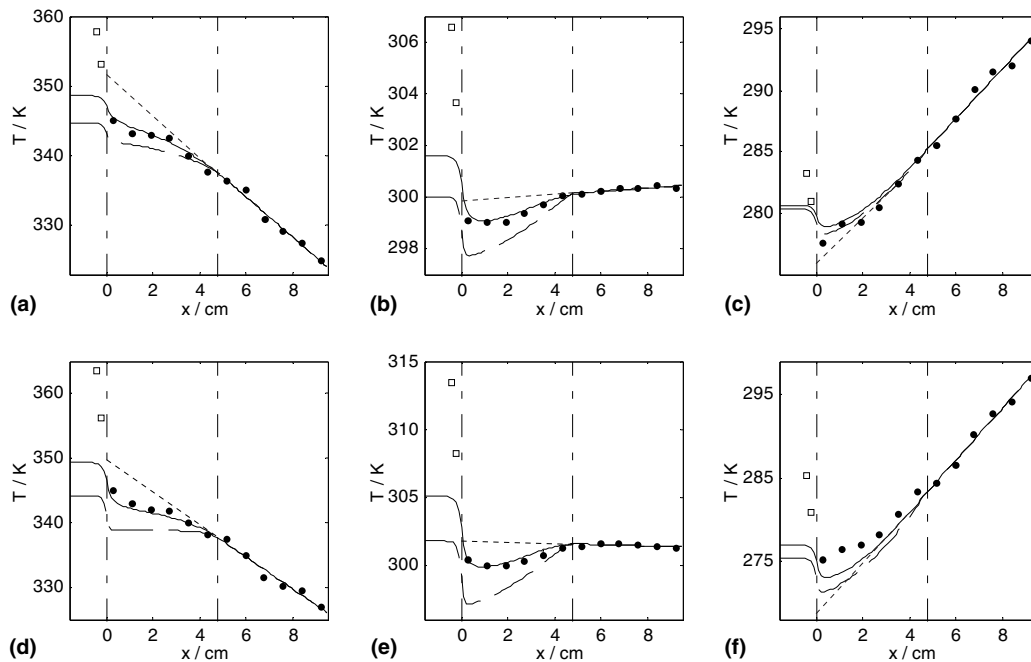 360
350
340
330
T / K
0 2 4 6 8
x / cm
(a)
306
304
302
300
298
T / K
0 2 4 6 8
x / cm
(b)
295
290
285
280
T / K
0 2 4 6 8
x / cm
(c)
360
350
340
330
T / K
0 2 4 6 8
x / cm
(d)
315
310
305
300
T / K
0 2 4 6 8
x / cm
(e)
295
285
275
T / K
0 2 4 6 8
x / cm
(f)